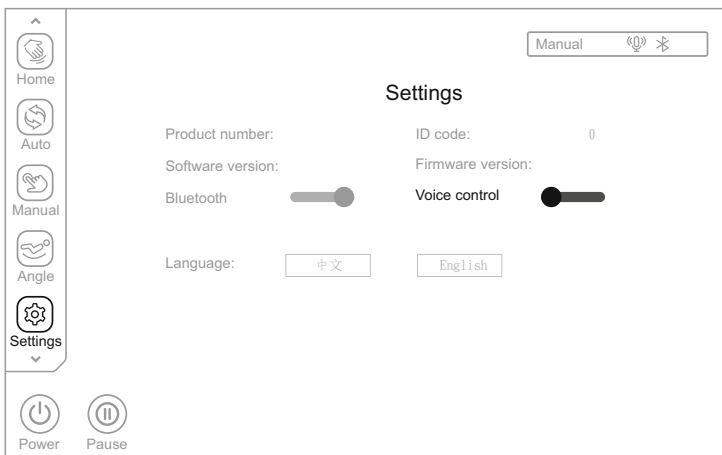 Manual
Home
Settings
Auto
Product number:
ID code: 0
Software version:
Firmware version:
Manual
Bluetooth
Voice control
Angle
Language: 中文 English
Settings
Power
Pause